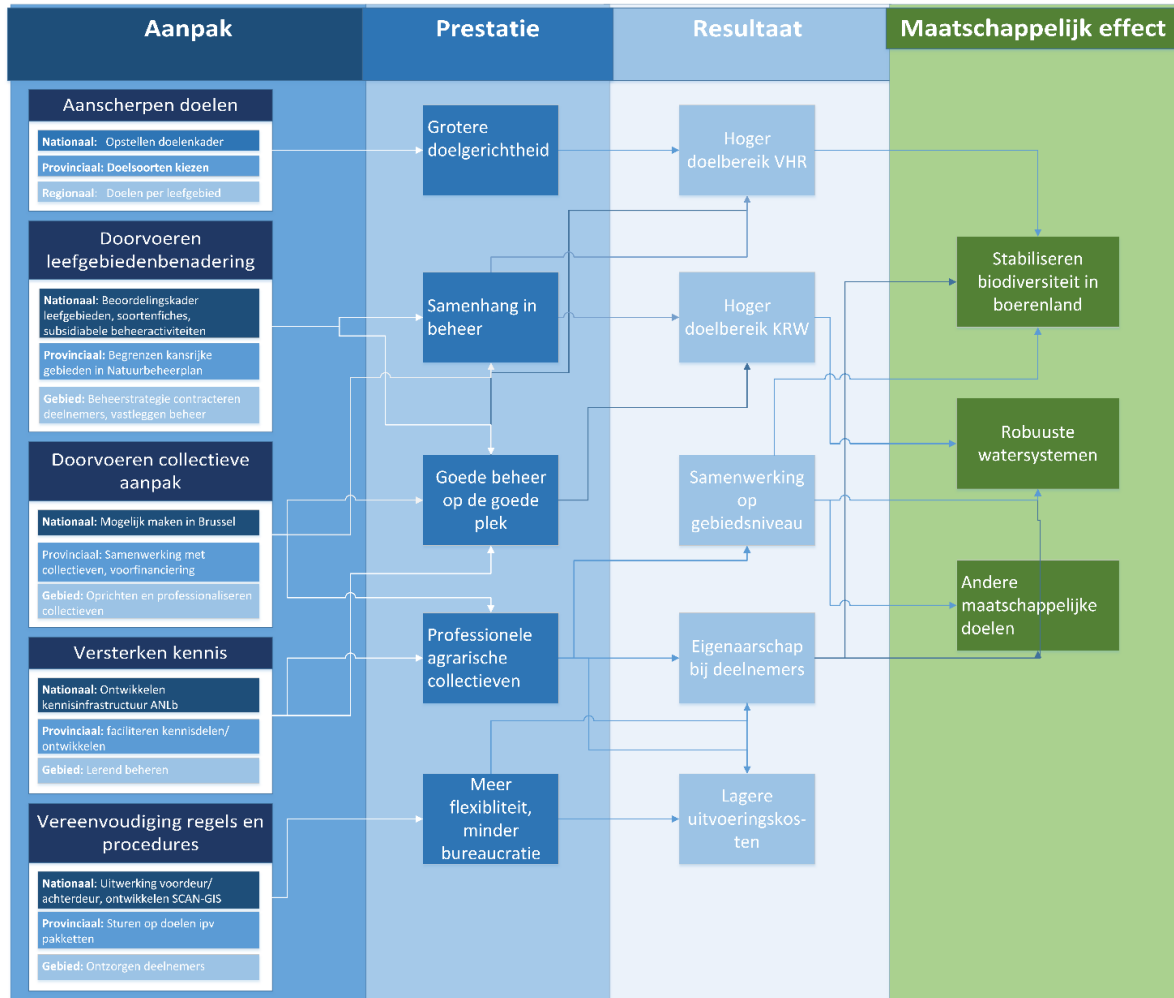 Aanpak
Prestatie
Resultaat
Maatschappelijk effect
Aanscherpen doelen
Nationaal: Opstellen doelenkader
Provinciaal: Doelsoorten kiezen
Regionaal: Doelen per leefgebied
Doorvoeren
leefgebiedenbenadering
Nationaal: Beoordelingskader
leefgebieden, soortenfiches,
subsidiabele beheeractiviteiten
Provinciaal: Begrenzen kansrijke
gebieden in Natuurbeheerplan
Gebied: Beheerstrategie contracteren
deelnemers, vastleggen beheer
Doorvoeren collectieve
aanpak
Nationaal: Mogelijk maken in Brussel
Provinciaal: Samenwerking met
collectieven, voorfinanciering
Gebied: Oprichten en professionaliseren
collectieven
Versterken kennis
Nationaal: Ontwikkelen
kennisinfrastructuur ANLb
Provinciaal: faciliteren kennisdelen/
ontwikkelen
Gebied: Lerend beheren
Vereenvoudiging regels en
procedures
Nationaal: Uitwerking voordeur/
achterdeur, ontwikkelen SCAN-GIS
Provinciaal: Sturen op doelen ipv
pakketten
Gebied: Ontzorgen deelnemers
Grotere
doelgerichtheid
Samenhang in
beheer
Goede beheer
op de goede
plek
Professionele
agrarische
collectieven
Meer
flexibliteit,
minder
bureaucratie
Hoger
doelbereik VHR
Hoger
doelbereik KRW
Samenwerking
op
gebiedsniveau
Eigenaarschap
bij deelnemers
Lagere
uitvoeringskos-
ten
Stabiliseren
biodiversiteit in
boerenland
Robuuste
watersystemen
Andere
maatschappelijke
doelen